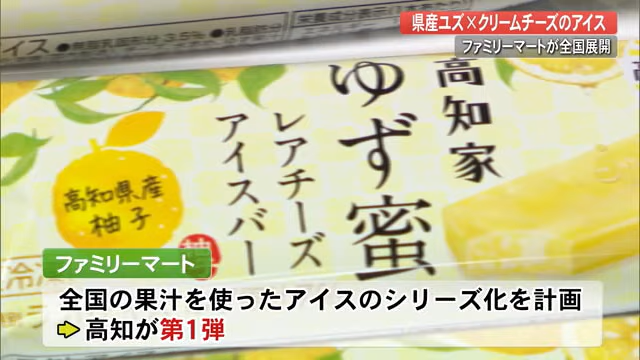 県産ユズ×クリームチーズのアイス
ファミリーマートが全国展開
高知家
ゆず蜜
レアチーズ
アイスバー
高知県産
柚子
ファミリーマート
全国の果汁を使ったアイスのシリーズ化を計画
⇨高知が第1弾